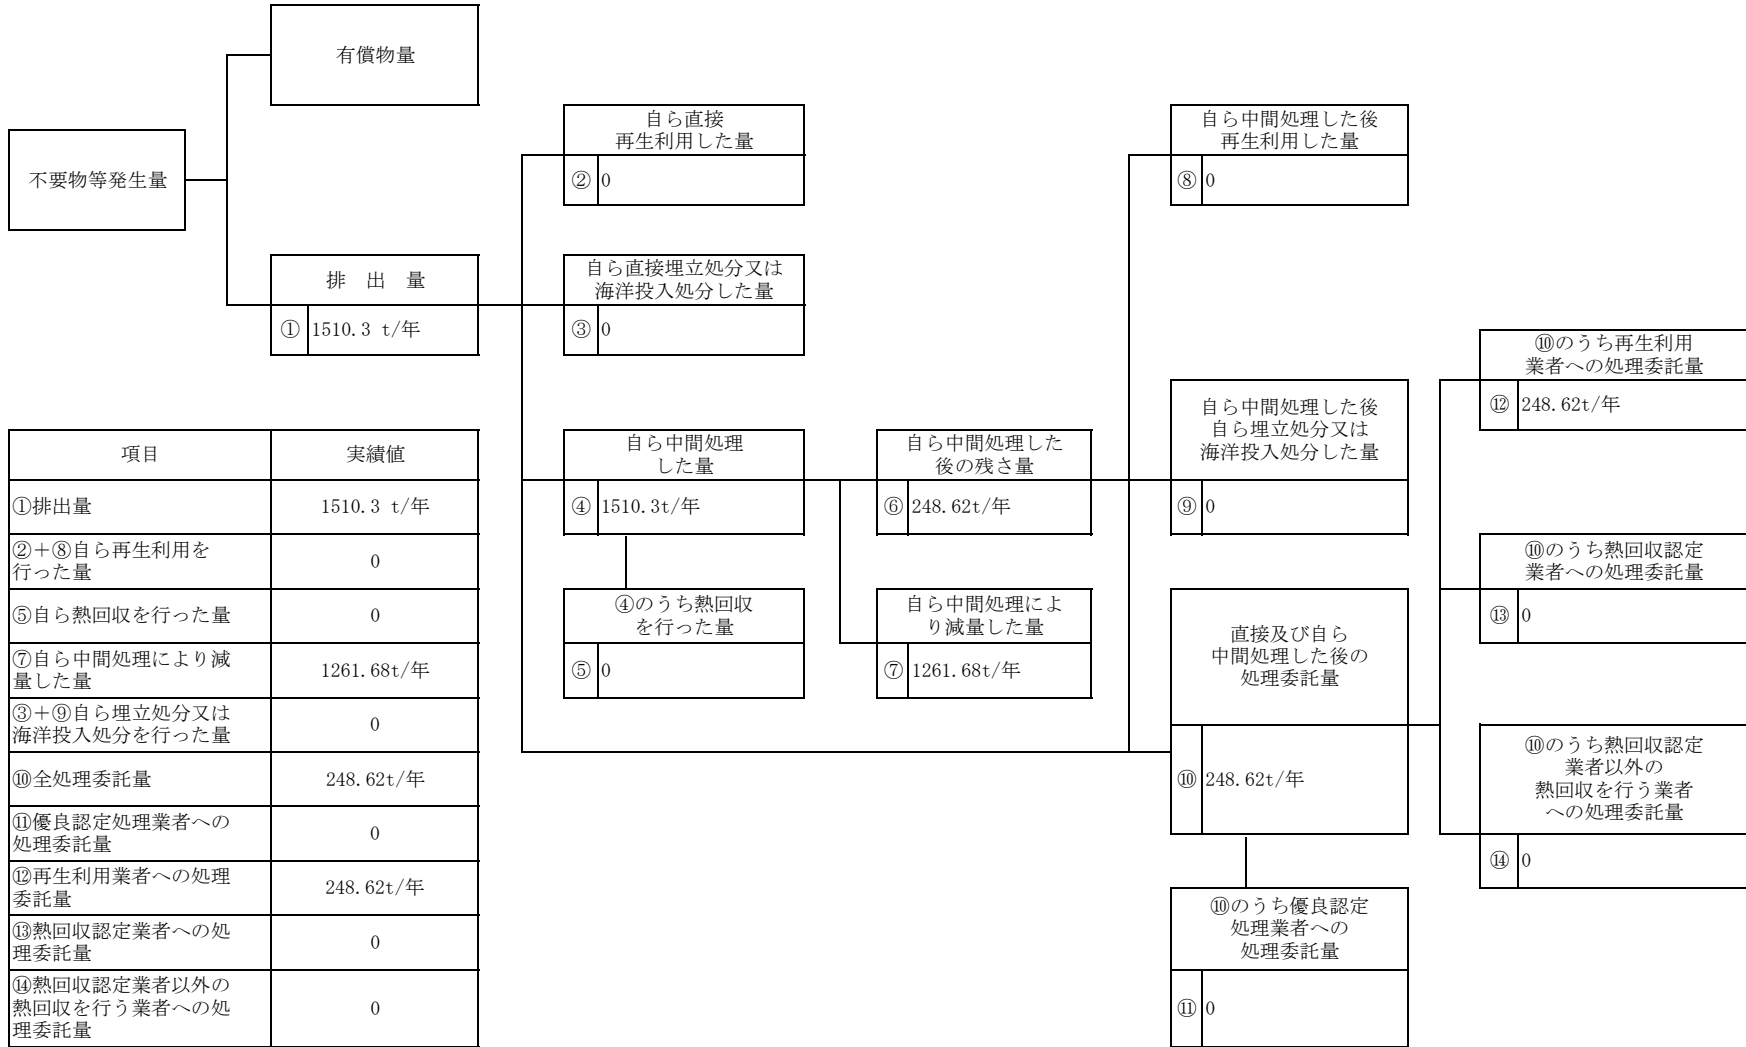 有償物量
不要物等発生量
排　出　量
① 1510.3 t/年
自ら直接
再生利用した量
② 0
自ら直接埋立処分又は
海洋投入処分した量
③ 0
自ら中間処理
した量
④ 1510.3t/年
④のうち熱回収
を行った量
⑤ 0
自ら中間処理した
後の残さ量
⑥ 248.62t/年
自ら中間処理によ
り減量した量
⑦ 1261.68t/年
自ら中間処理した後
再生利用した量
⑧ 0
自ら中間処理した後
自ら埋立処分又は
海洋投入処分した量
⑨ 0
直接及び自ら
中間処理した後の
処理委託量
⑩ 248.62t/年
⑩のうち優良認定
処理業者への
処理委託量
⑪ 0
⑩のうち再生利用
業者への処理委託量
⑫ 248.62t/年
⑩のうち熱回収認定
業者への処理委託量
⑬ 0
⑩のうち熱回収認定
業者以外の
熱回収を行う業者
への処理委託量
⑭ 0
項目 実績値
①排出量 1510.3 t/年
②＋⑧自ら再生利用を
行った量 0
⑤自ら熱回収を行った量 0
⑦自ら中間処理により減
量した量 1261.68t/年
③＋⑨自ら埋立処分又は
海洋投入処分を行った量 0
⑩全処理委託量 248.62t/年
⑪優良認定処理業者への
処理委託量 0
⑫再生利用業者への処理
委託量 248.62t/年
⑬熱回収認定業者への処
理委託量 0
⑭熱回収認定業者以外の
熱回収を行う業者への処
理委託量 0